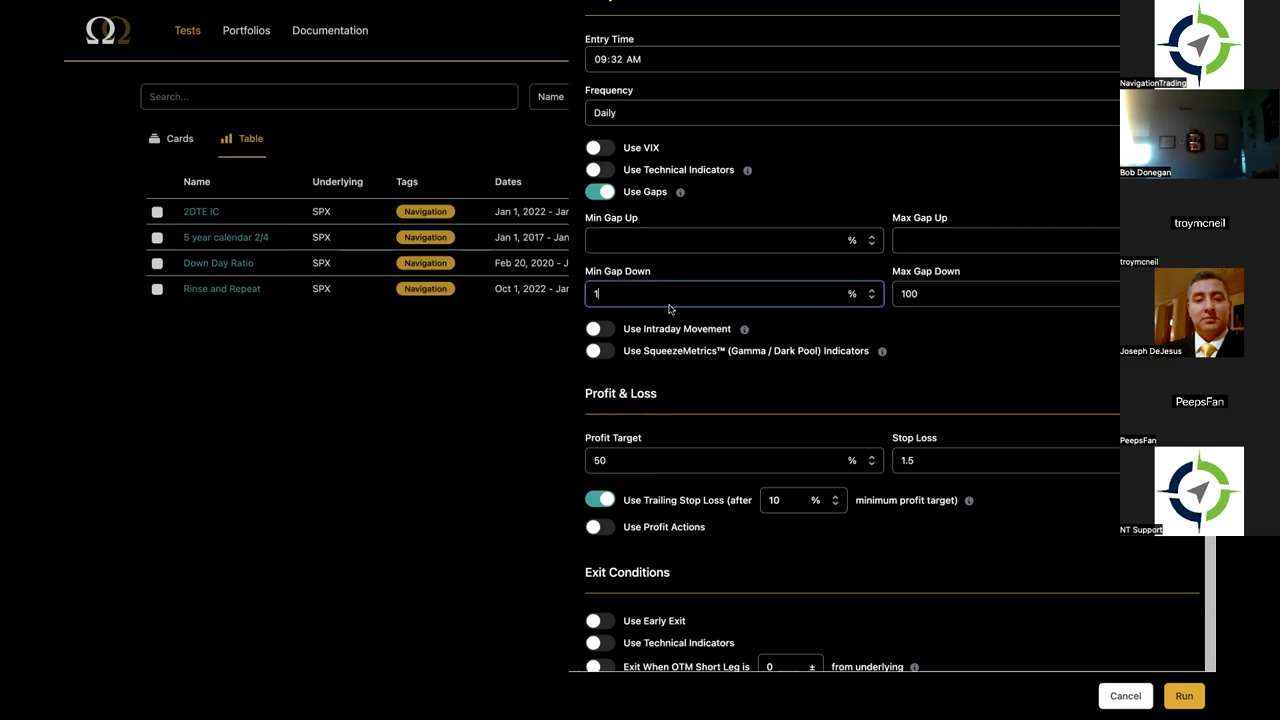 Tests Portfolios Documentation
Search...
Name
Cards Table
Name Underlying Tags Dates
2DTE IC SPX Navigation Jan 1, 2022 - Jan
5 year calendar 2/4 SPX Navigation Jan 1, 2017 - Jan
Down Day Ratio SPX Navigation Feb 20, 2020 -
Rinse and Repeat SPX Navigation Oct 1, 2022 - Jan
Entry Time
09:32 AM
Frequency
Daily
Use VIX
Use Technical Indicators
Use Gaps
Min Gap Up Max Gap Up
%
Min Gap Down Max Gap Down
1 % 100
Use Intraday Movement
Use SqueezeMetrics™ (Gamma / Dark Pool) Indicators
Profit & Loss
Profit Target Stop Loss
50 % 1.5
Use Trailing Stop Loss (after 10 % minimum profit target)
Use Profit Actions
Exit Conditions
Use Early Exit
Use Technical Indicators
Exit When OTM Short Leg is 0 ± from underlying
Cancel Run
NavigationTrading
Bob Donegan
troymcneil
troymcneil
Joseph DeJesus
PeepsFan
PeepsFan
NT Support